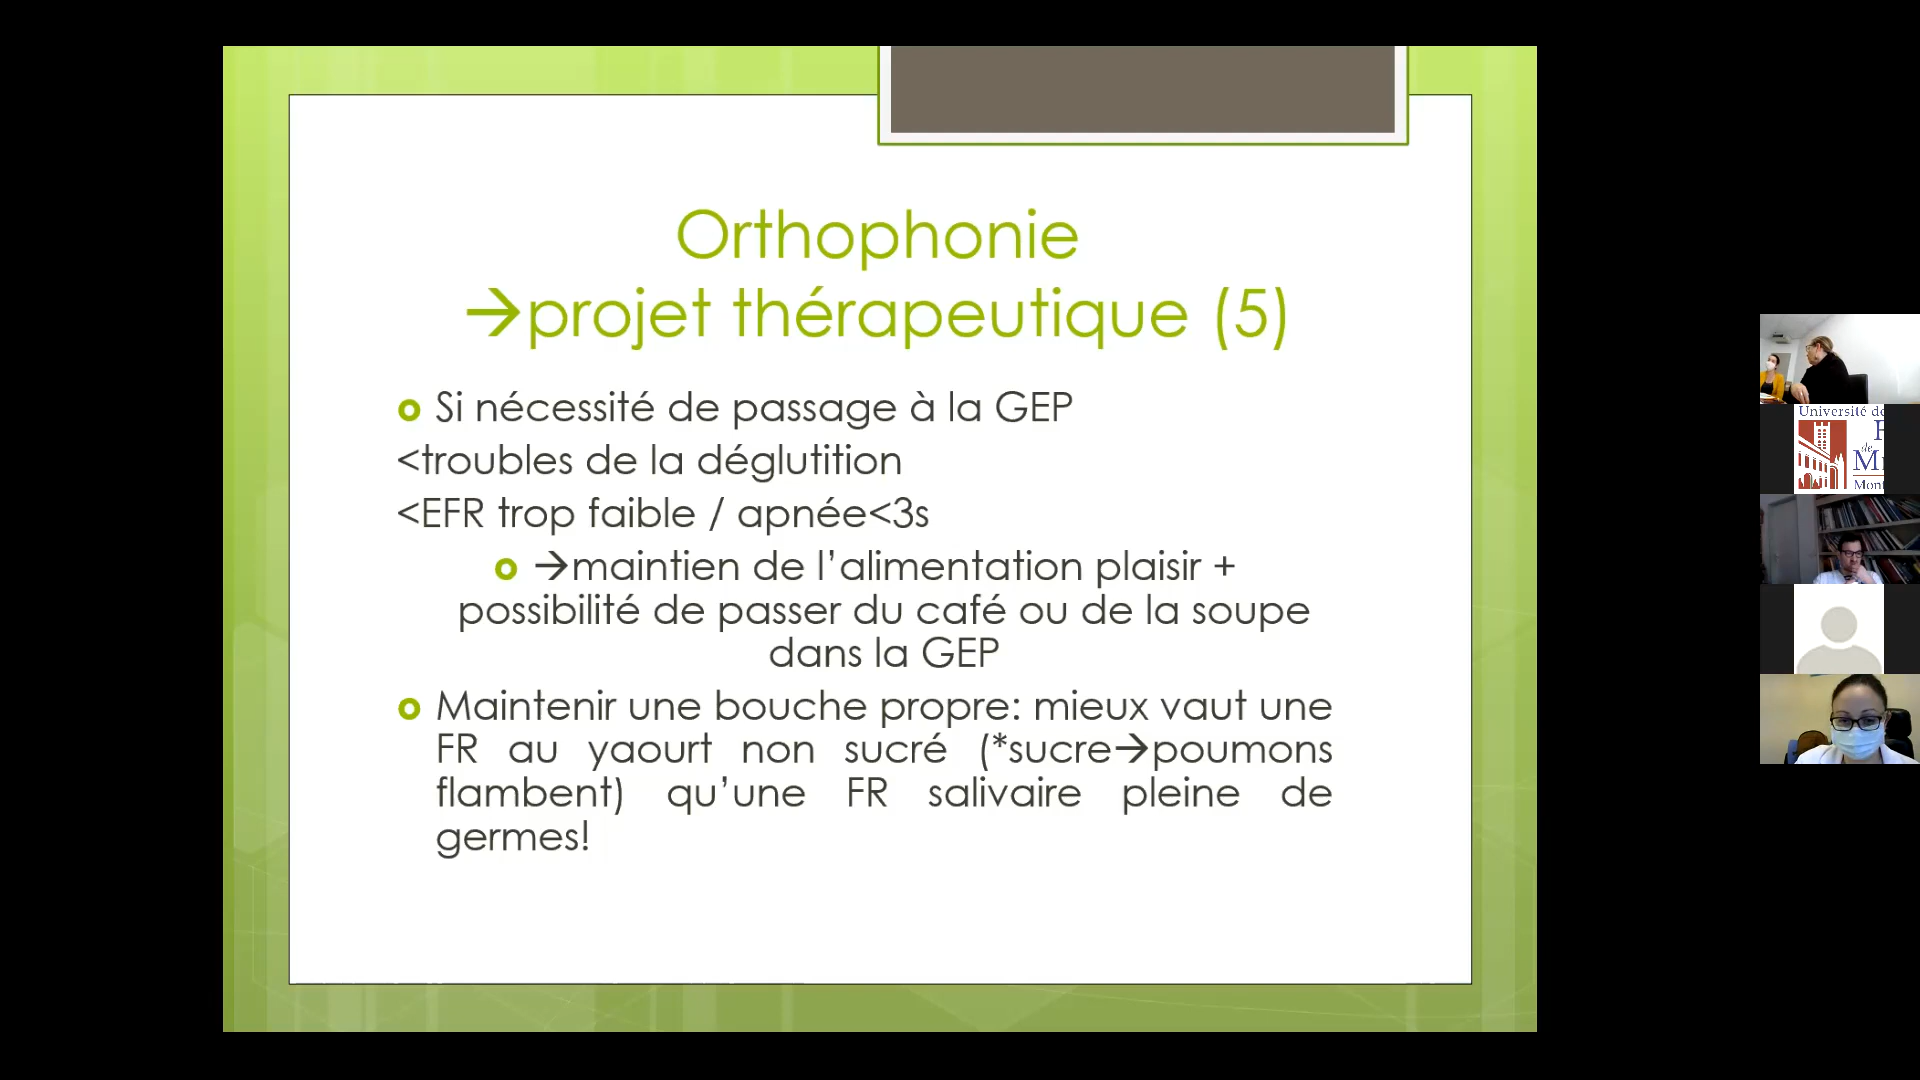 Orthophonie
→projet thérapeutique (5)
Si nécessité de passage à la GEP
<troubles de la déglutition
<EFR trop faible / apnée<3s
→maintien de l’alimentation plaisir +
possibilité de passer du café ou de la soupe
dans la GEP
Maintenir une bouche propre: mieux vaut une
FR au yaourt non sucré (*sucre→poumons
flambent) qu’une FR salivaire pleine de
germes!
Université de
F
de
M
Mont